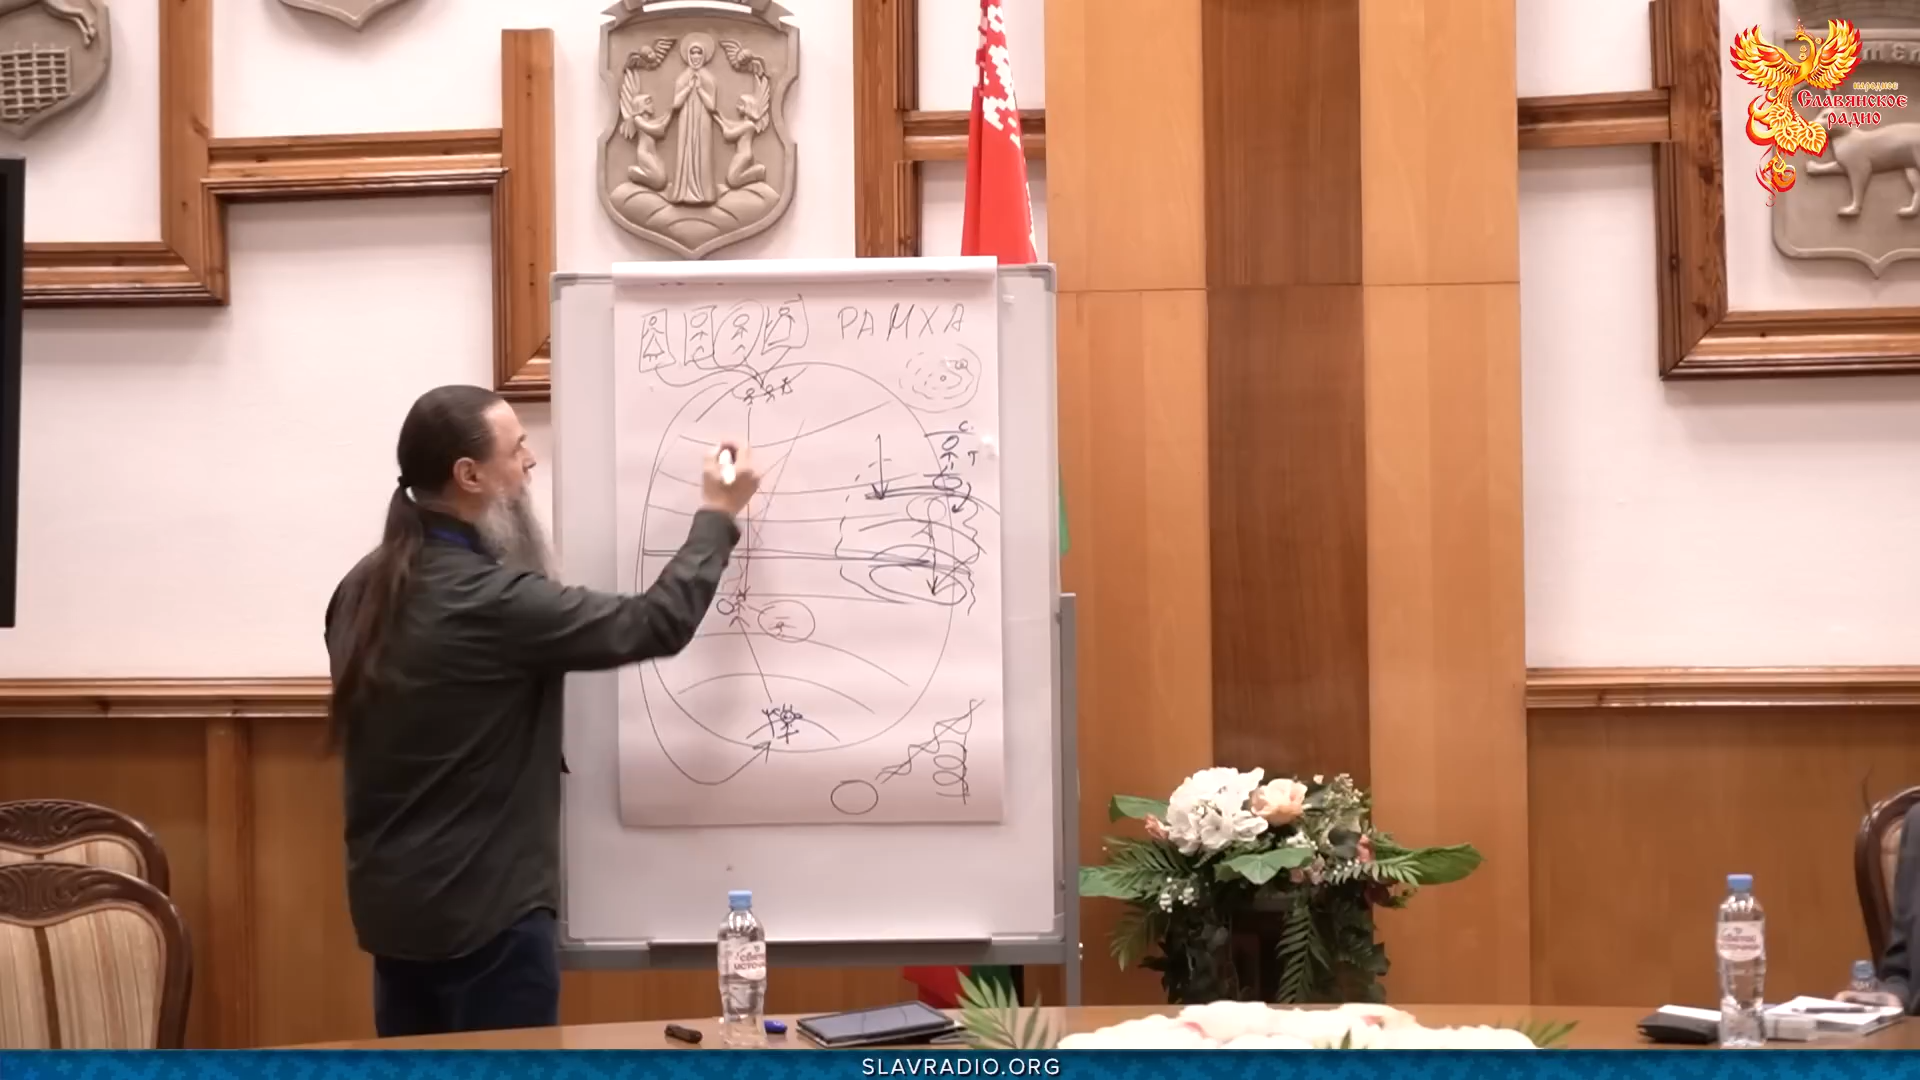 народное
Славянское
радио
РАМХА
С.
Т
SLAVRADIO.ORG